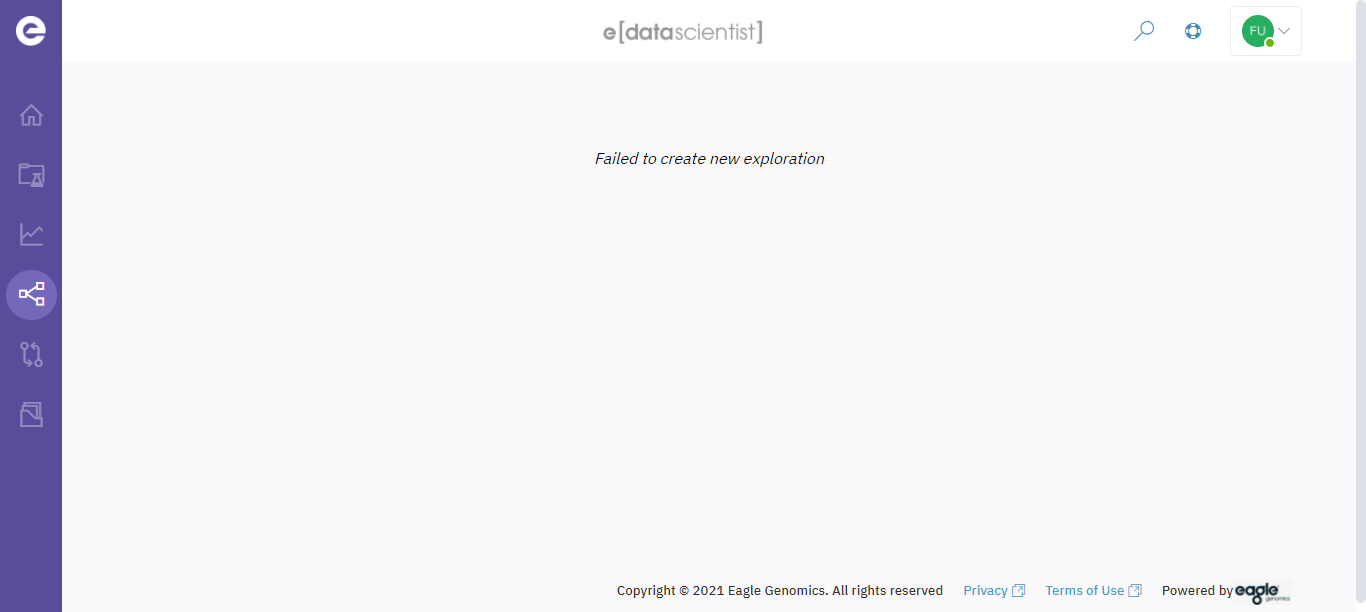 e[datascientist]
FU
Failed to create new exploration
Copyright © 2021 Eagle Genomics. All rights reserved Privacy Terms of Use Powered by eagle genomics